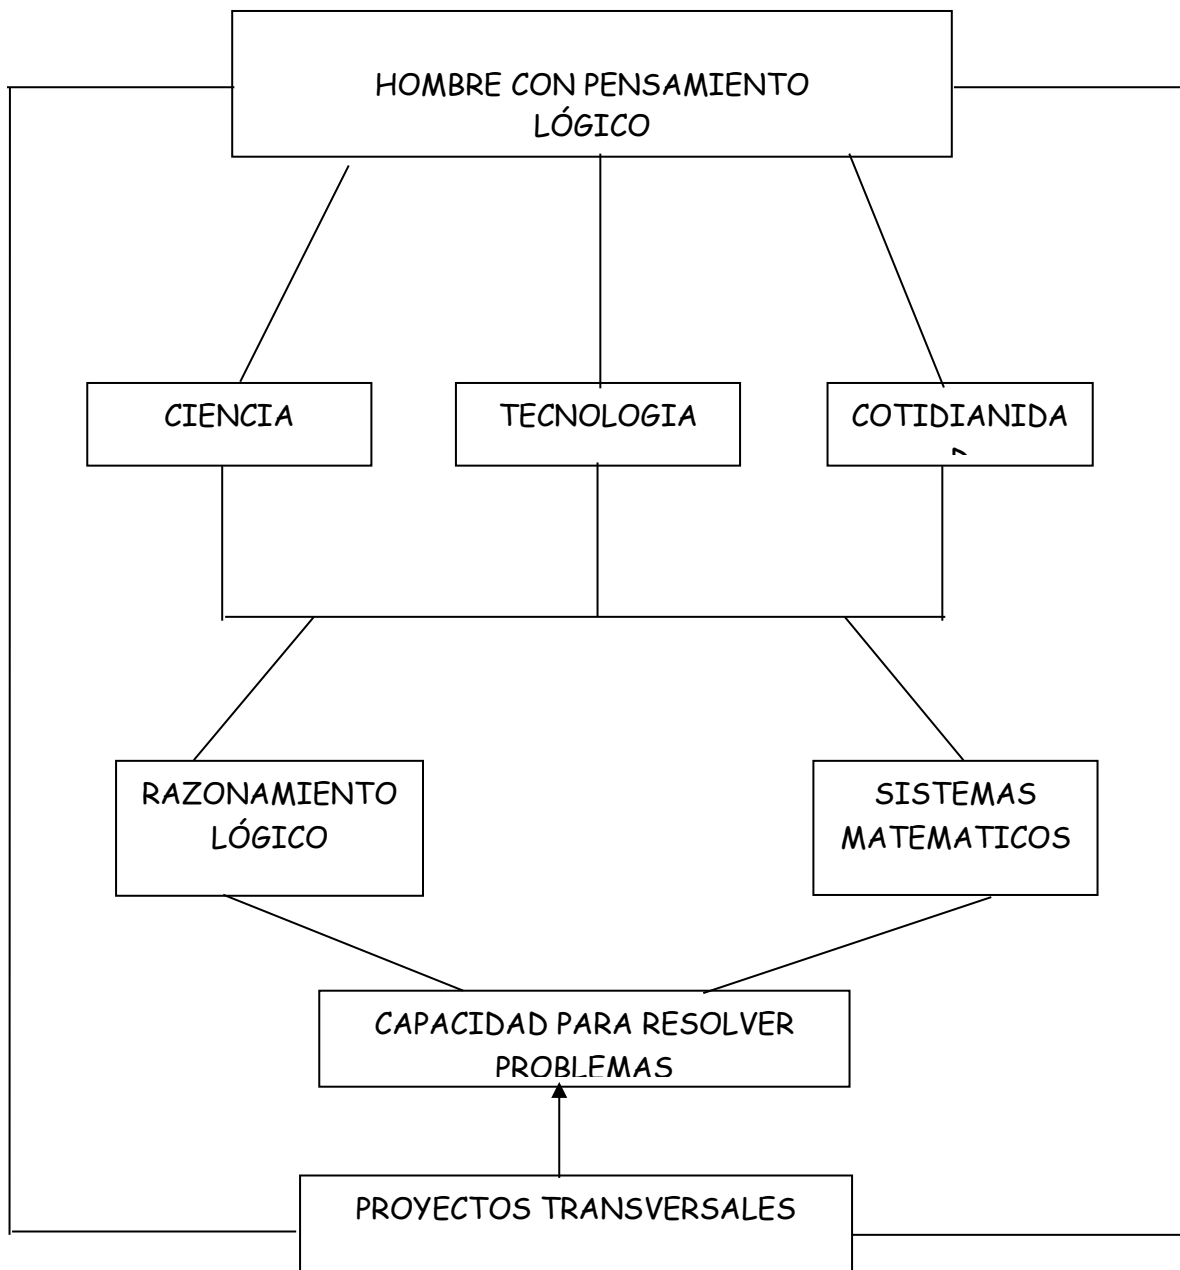 HOMBRE CON PENSAMIENTO
LÓGICO
CIENCIA
TECNOLOGIA
COTIDIANIDA
RAZONAMIENTO
LÓGICO
SISTEMAS
MATEMATICOS
CAPACIDAD PARA RESOLVER
PROBLEMAS
PROYECTOS TRANSVERSALES